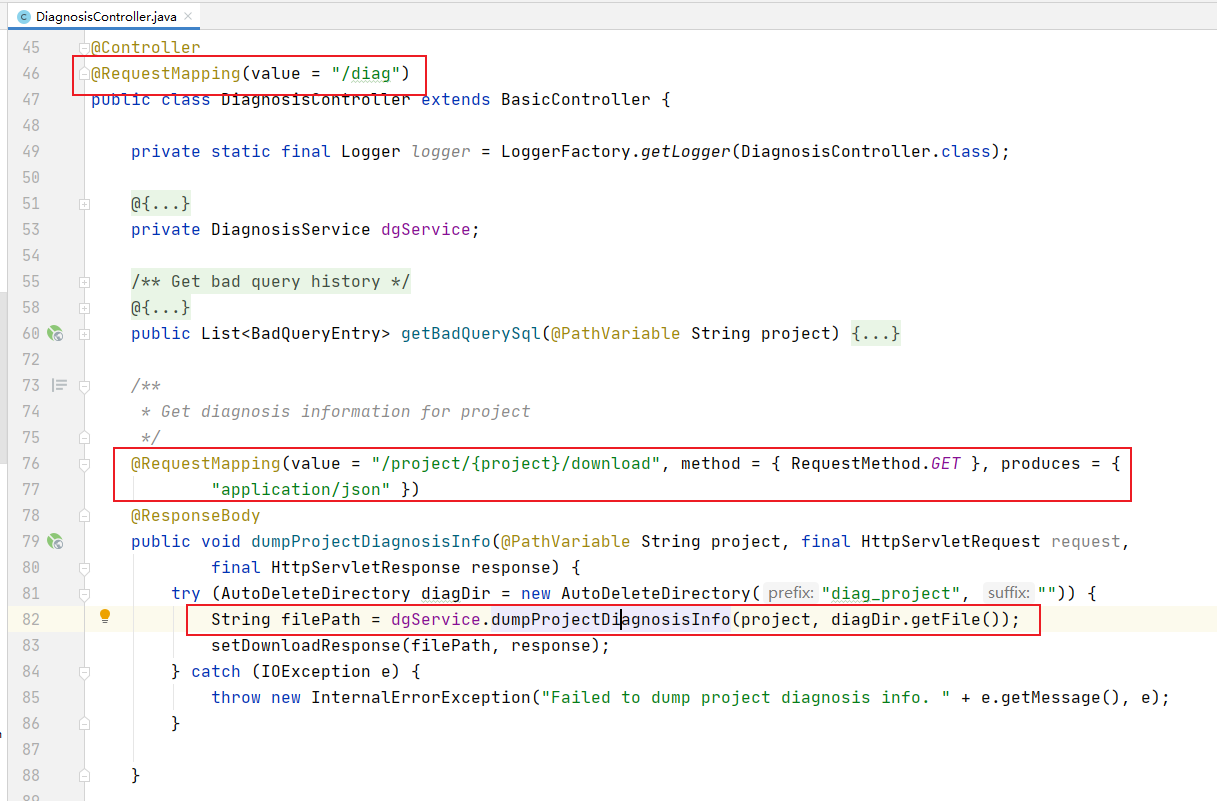 DiagnosisController.java
45 @Controller
46 @RequestMapping(value = "/diag")
47 public class DiagnosisController extends BasicController {
48
49 private static final Logger logger = LoggerFactory.getLogger(DiagnosisController.class);
50
51 @{...}
53 private DiagnosisService dgService;
54
55 /** Get bad query history */
58 @{...}
60 public List<BadQueryEntry> getBadQuerySql(@PathVariable String project) {...}
72
73 /**
74 * Get diagnosis information for project
75 */
76 @RequestMapping(value = "/project/{project}/download", method = { RequestMethod.GET }, produces = {
77 "application/json" })
78 @ResponseBody
79 public void dumpProjectDiagnosisInfo(@PathVariable String project, final HttpServletRequest request,
80 final HttpServletResponse response) {
81 try (AutoDeleteDirectory diagDir = new AutoDeleteDirectory( prefix: "diag_project", suffix: "")) {
82 String filePath = dgService.dumpProjectDiagnosisInfo(project, diagDir.getFile());
83 setDownloadResponse(filePath, response);
84 } catch (IOException e) {
85 throw new InternalErrorException("Failed to dump project diagnosis info. " + e.getMessage(), e);
86 }
87
88 }
89